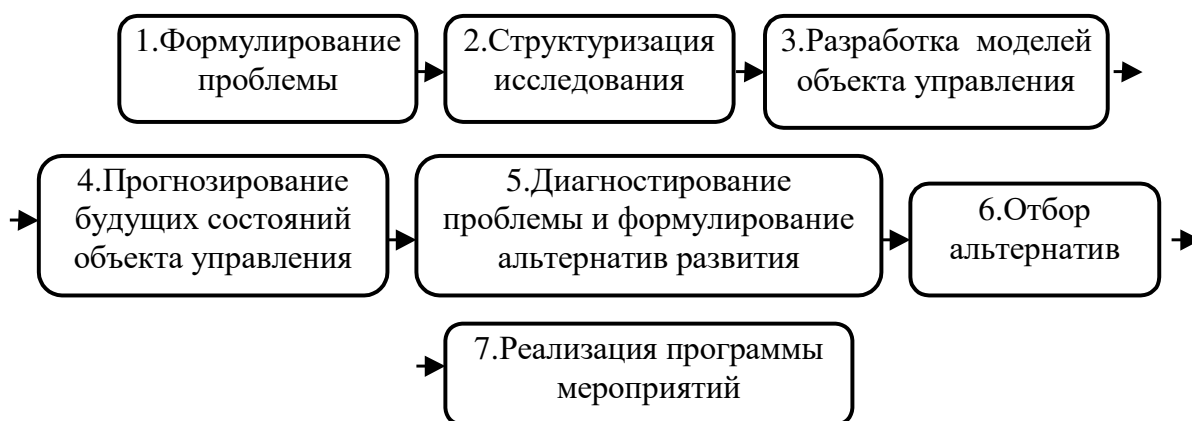 1.Формулирование
проблемы
2.Структуризация
исследования
3.Разработка моделей
объекта управления
4.Прогнозирование
будущих состояний
объекта управления
5.Диагностирование
проблемы и формулирование
альтернатив развития
6.Отбор
альтернатив
7.Реализация программы
мероприятий